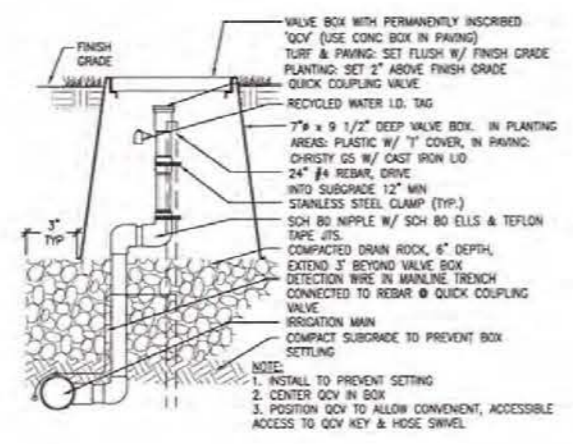 FINISH
GRADE
3"
TYP
VALVE BOX WITH PERMANENTLY INSCRIBED
'QCV' (USE CONC BOX IN PAVING)
TURF & PAVING: SET FLUSH W/ FINISH GRADE
PLANTING: SET 2" ABOVE FINISH GRADE
QUICK COUPLING VALVE
RECYCLED WATER I.D. TAG
7"ø x 9 1/2" DEEP VALVE BOX. IN PLANTING
AREAS: PLASTIC W/ 'T' COVER, IN PAVING:
CHRISTY G5 W/ CAST IRON LID
24" #4 REBAR, DRIVE
INTO SUBGRADE 12" MIN
STAINLESS STEEL CLAMP (TYP.)
SCH 80 NIPPLE W/ SCH 80 ELLS & TEFLON
TAPE JTS.
COMPACTED DRAIN ROCK, 6" DEPTH,
EXTEND 3" BEYOND VALVE BOX
DETECTION WIRE IN MAINLINE TRENCH
CONNECTED TO REBAR @ QUICK COUPLING
VALVE
IRRIGATION MAIN
COMPACT SUBGRADE TO PREVENT BOX
SETTLING
NOTE:
1. INSTALL TO PREVENT SETTING
2. CENTER QCV IN BOX
3. POSITION QCV TO ALLOW CONVENIENT, ACCESSIBLE
ACCESS TO QCV KEY & HOSE SWIVEL